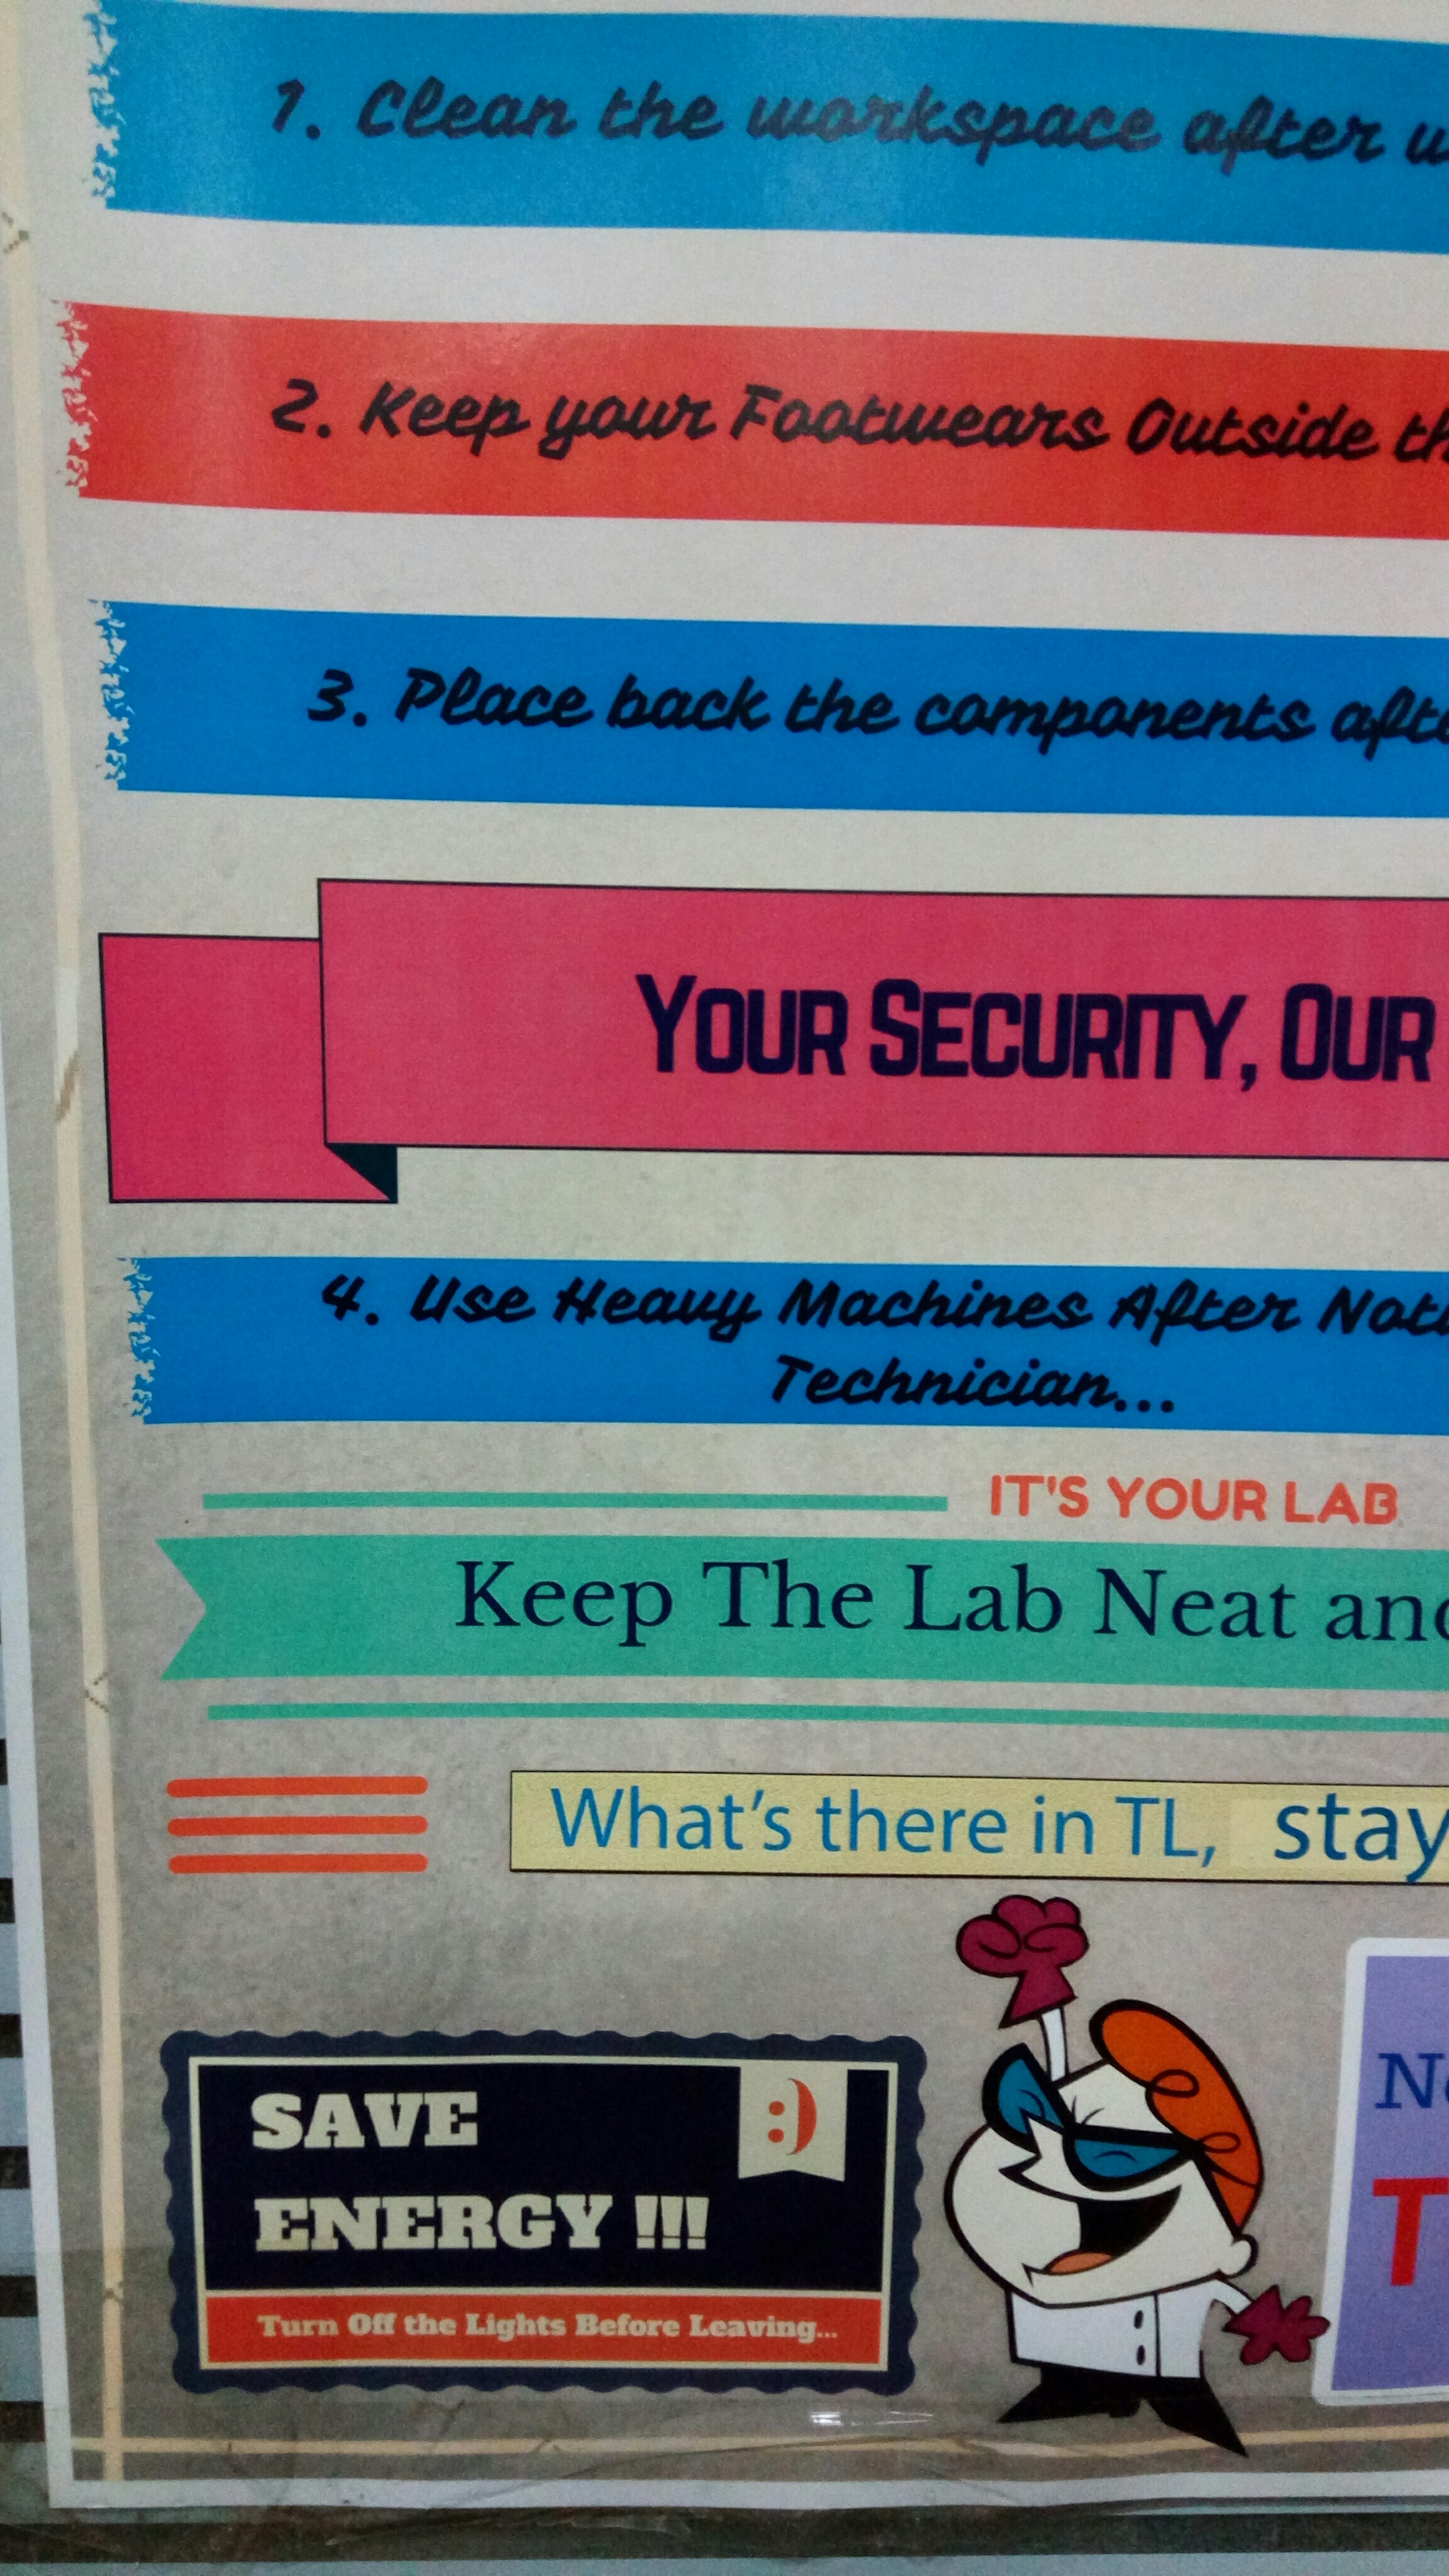 1. Clean the workspace after
2. Keep your Footwears Outside
3. Place back the components
YOUR SECURITY, OUR
4. Use Heavy Machines After
Technician...
IT'S YOUR LAB
Keep The Lab Neat and
What's there in TL, stay
SAVE :)
ENERGY !!!
Turn Off the Lights Before Leaving...